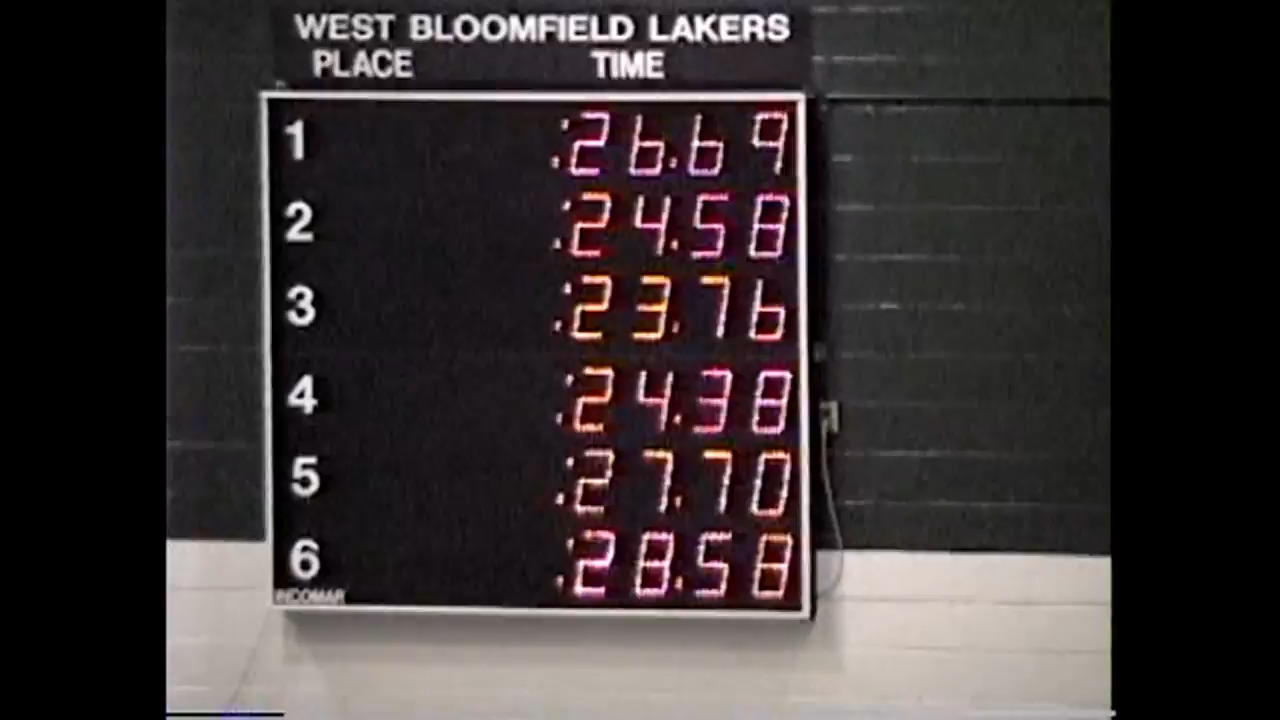 WEST BLOOMFIELD LAKERS
PLACE TIME
1 :26.69
2 :24.58
3 :23.76
4 :24.38
5 :27.70
6 :28.58
INCOMAR